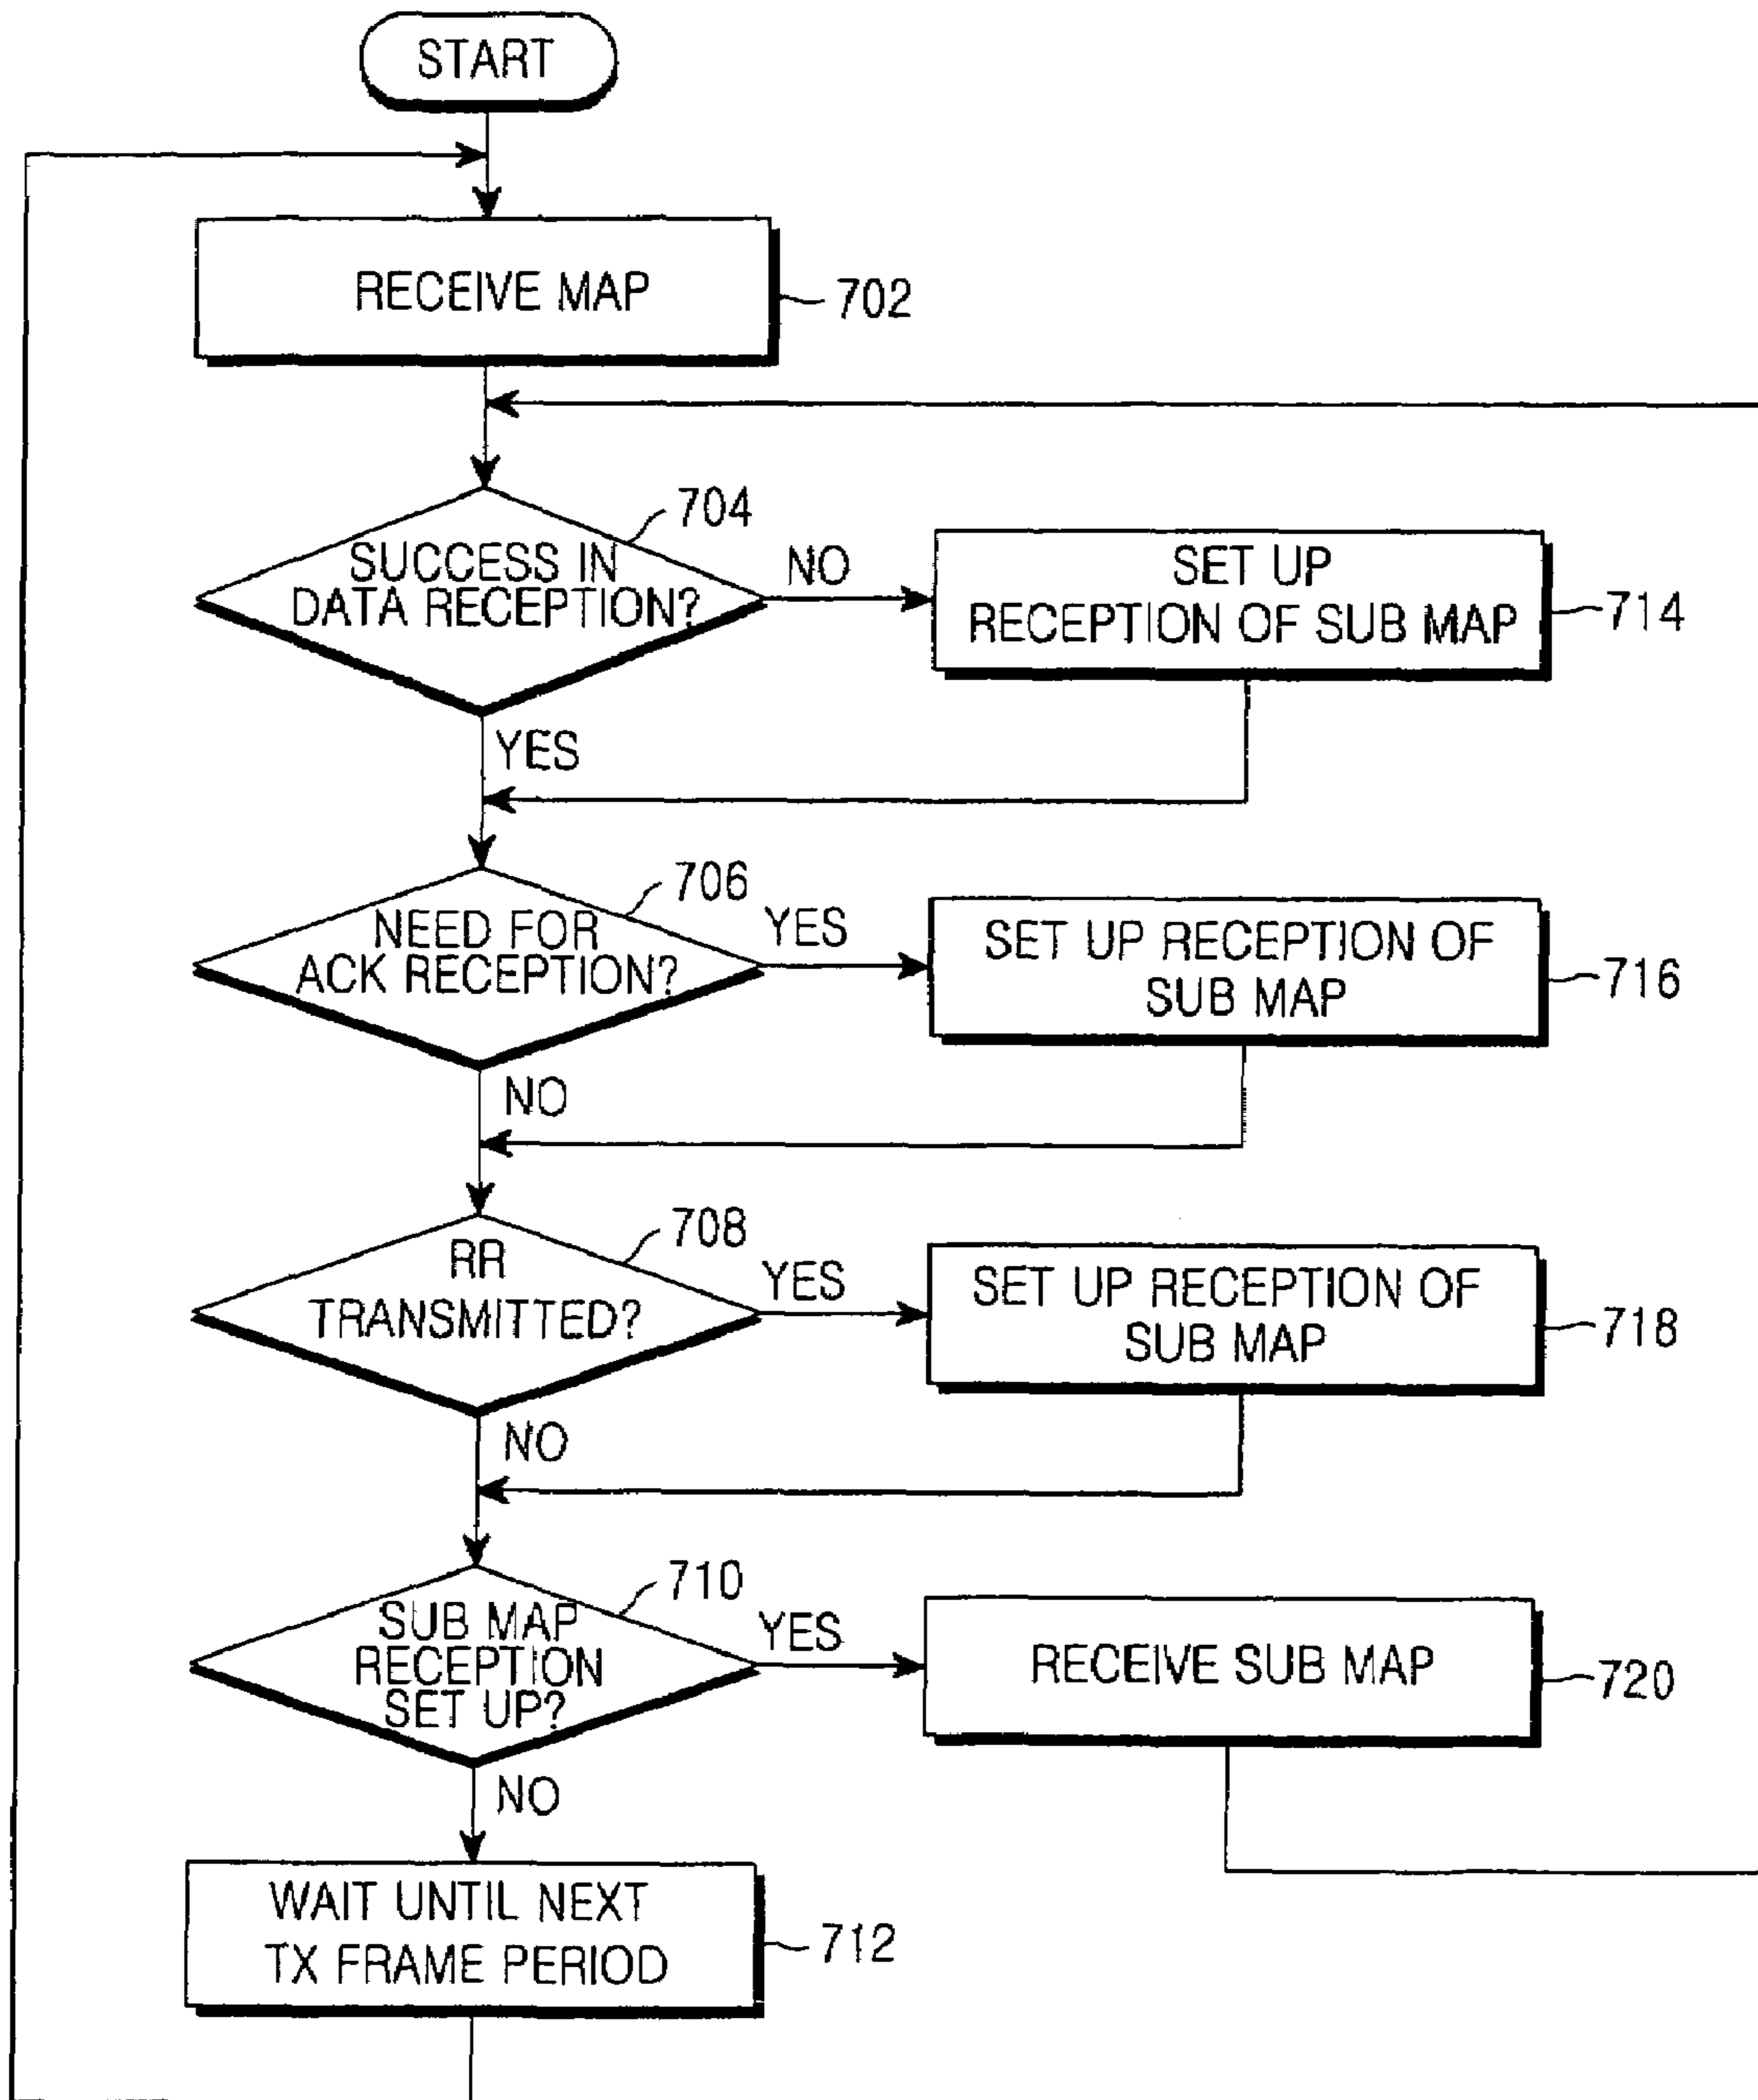 START
RECEIVE MAP
702
704
SUCCESS IN
DATA RECEPTION?
NO
SET UP
RECEPTION OF SUB MAP
714
YES
706
NEED FOR
ACK RECEPTION?
YES
SET UP RECEPTION OF
SUB MAP
716
NO
708
RR
TRANSMITTED?
YES
SET UP RECEPTION OF
SUB MAP
718
NO
710
SUB MAP
RECEPTION
SET UP?
YES
RECEIVE SUB MAP
720
NO
WAIT UNTIL NEXT
TX FRAME PERIOD
712